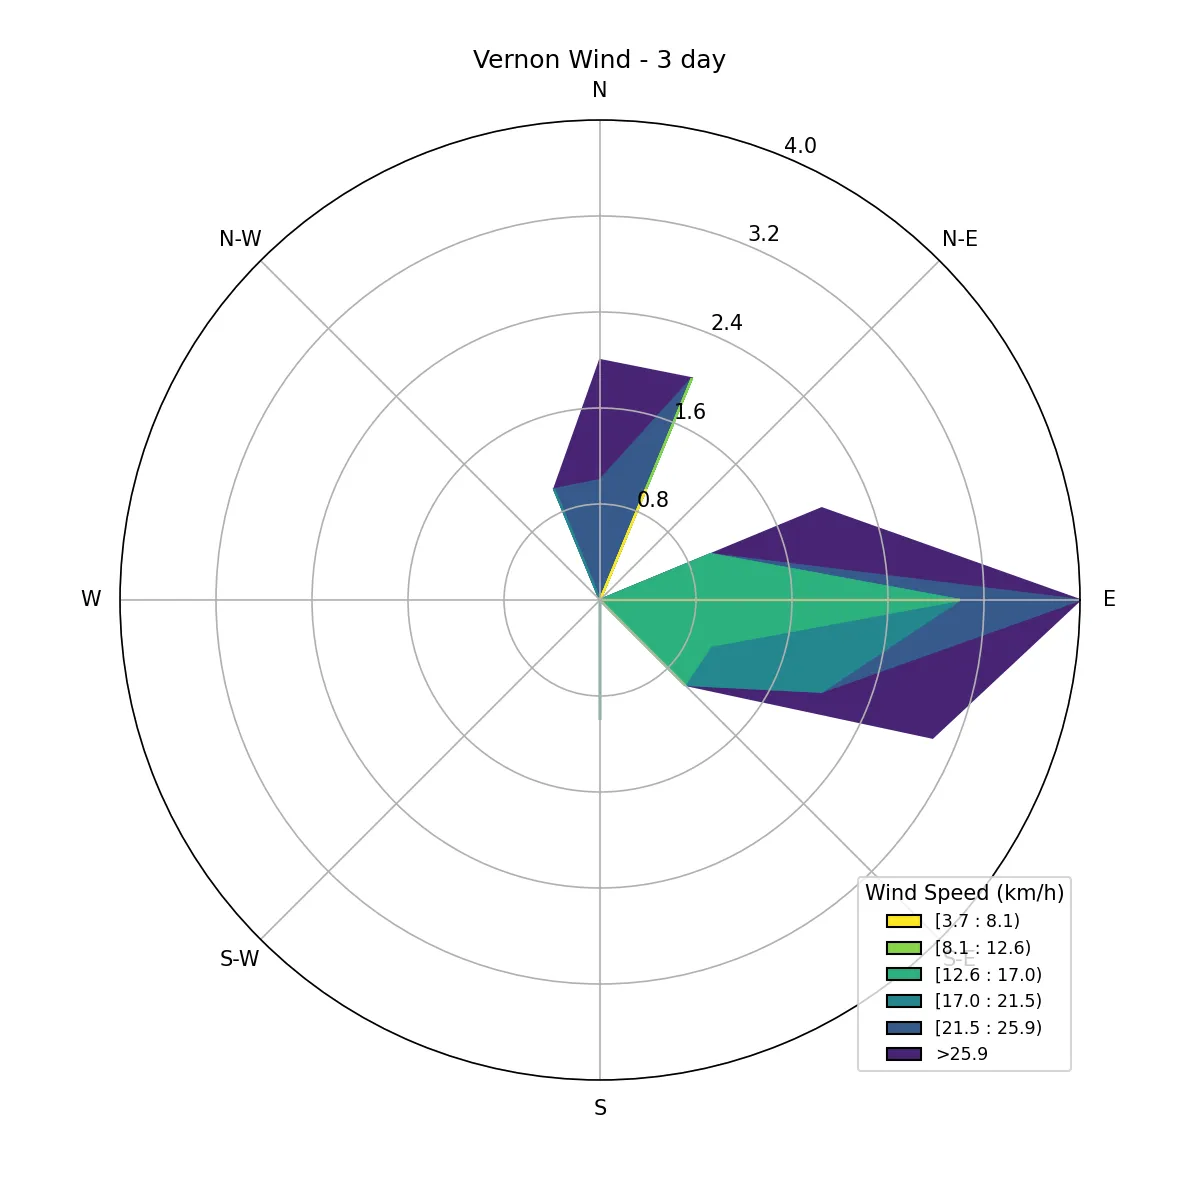 Vernon Wind - 3 day
N
4.0
N-W
3.2
N-E
2.4
1.6
0.8
W
E
S-W
S-E
S
Wind Speed (km/h)
[3.7 : 8.1)
[8.1 : 12.6)
[12.6 : 17.0)
[17.0 : 21.5)
[21.5 : 25.9)
>25.9